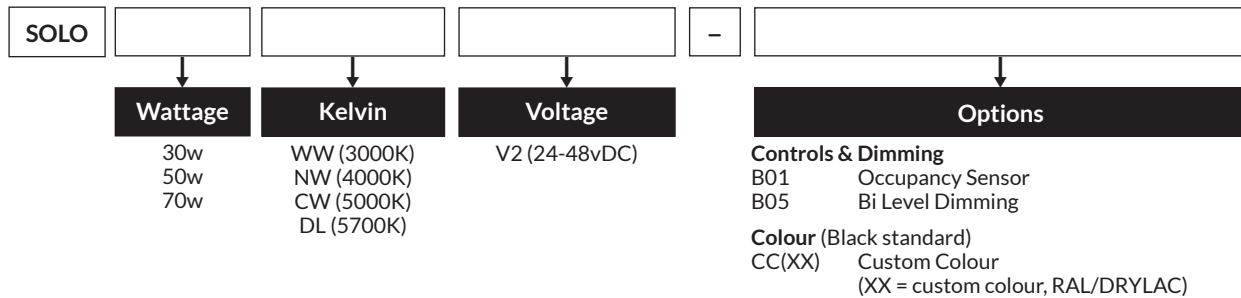 SOLO –
Wattage Kelvin Voltage Options
30w WW (3000K) V2 (24-48vDC) Controls & Dimming
50w NW (4000K) B01 Occupancy Sensor
70w CW (5000K) B05 Bi Level Dimming
DL (5700K)
Colour (Black standard)
CC(XX) Custom Colour
(XX = custom colour, RAL/DRYLAC)